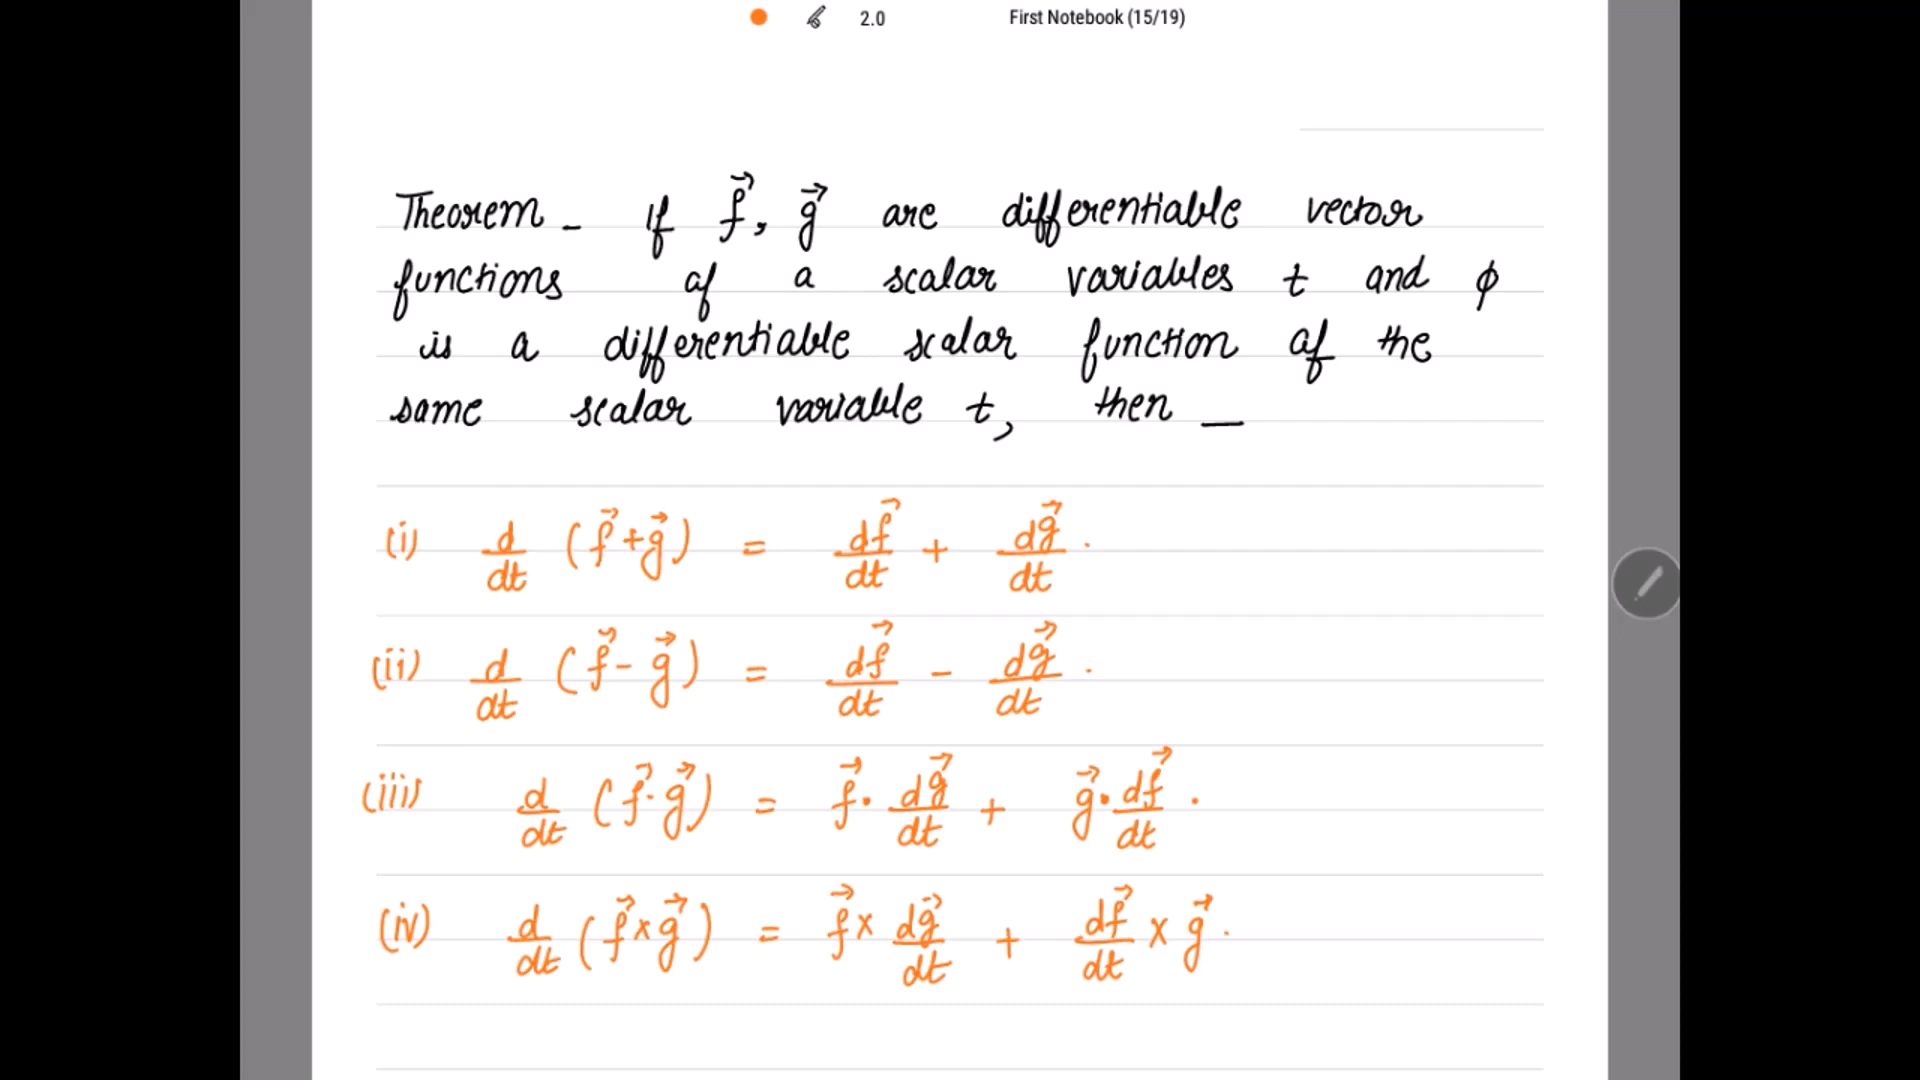 2.0 First Notebook (15/19)
Theorem - If f⃗, g⃗ are differentiable vector
functions of a scalar variables t and ϕ
is a differentiable scalar function of the
same scalar variable t, then —
(i) d/dt (f⃗+g⃗) = df⃗/dt + dg⃗/dt .
(ii) d/dt (f⃗-g⃗) = df⃗/dt - dg⃗/dt .
(iii) d/dt (f⃗·g⃗) = f⃗· dg⃗/dt + g⃗· df⃗/dt .
(iv) d/dt (f⃗×g⃗) = f⃗× dg⃗/dt + df⃗/dt × g⃗ .